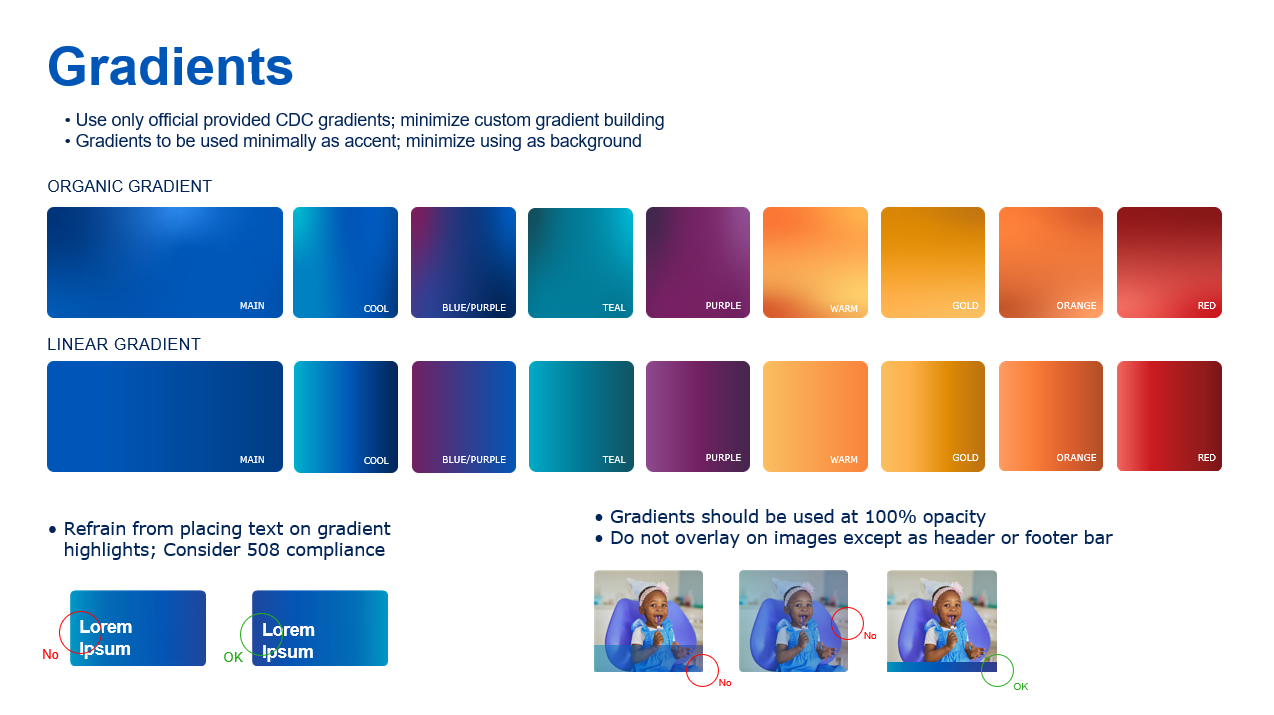 Gradients
• Use only official provided CDC gradients; minimize custom gradient building
• Gradients to be used minimally as accent; minimize using as background
ORGANIC GRADIENT
MAIN
COOL
BLUE/PURPLE
TEAL
PURPLE
WARM
GOLD
ORANGE
RED
LINEAR GRADIENT
MAIN
COOL
BLUE/PURPLE
TEAL
PURPLE
WARM
GOLD
ORANGE
RED
• Refrain from placing text on gradient
highlights; Consider 508 compliance
Lorem
Ipsum
No
Lorem
Ipsum
OK
• Gradients should be used at 100% opacity
• Do not overlay on images except as header or footer bar
No
No
OK